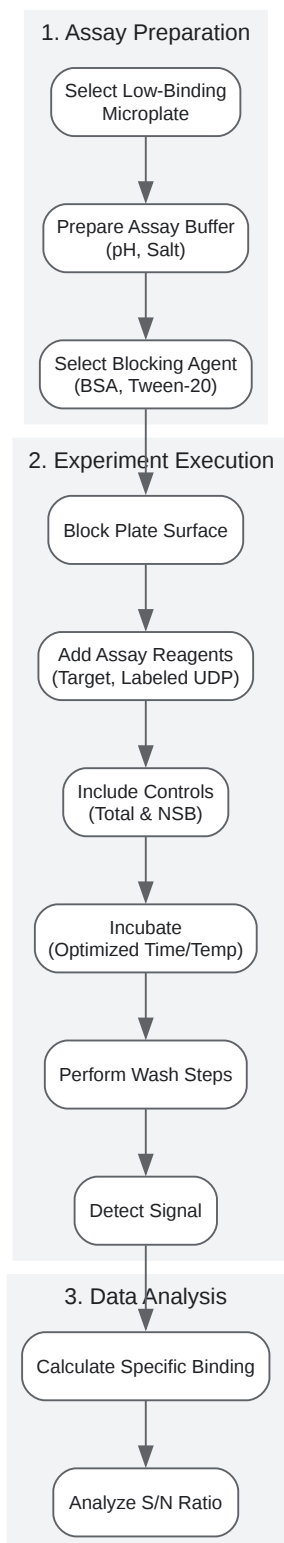 1. Assay Preparation
Select Low-Binding
Microplate
Prepare Assay Buffer
(pH, Salt)
Select Blocking Agent
(BSA, Tween-20)
2. Experiment Execution
Block Plate Surface
Add Assay Reagents
(Target, Labeled UDP)
Include Controls
(Total & NSB)
Incubate
(Optimized Time/Temp)
Perform Wash Steps
Detect Signal
3. Data Analysis
Calculate Specific Binding
Analyze S/N Ratio